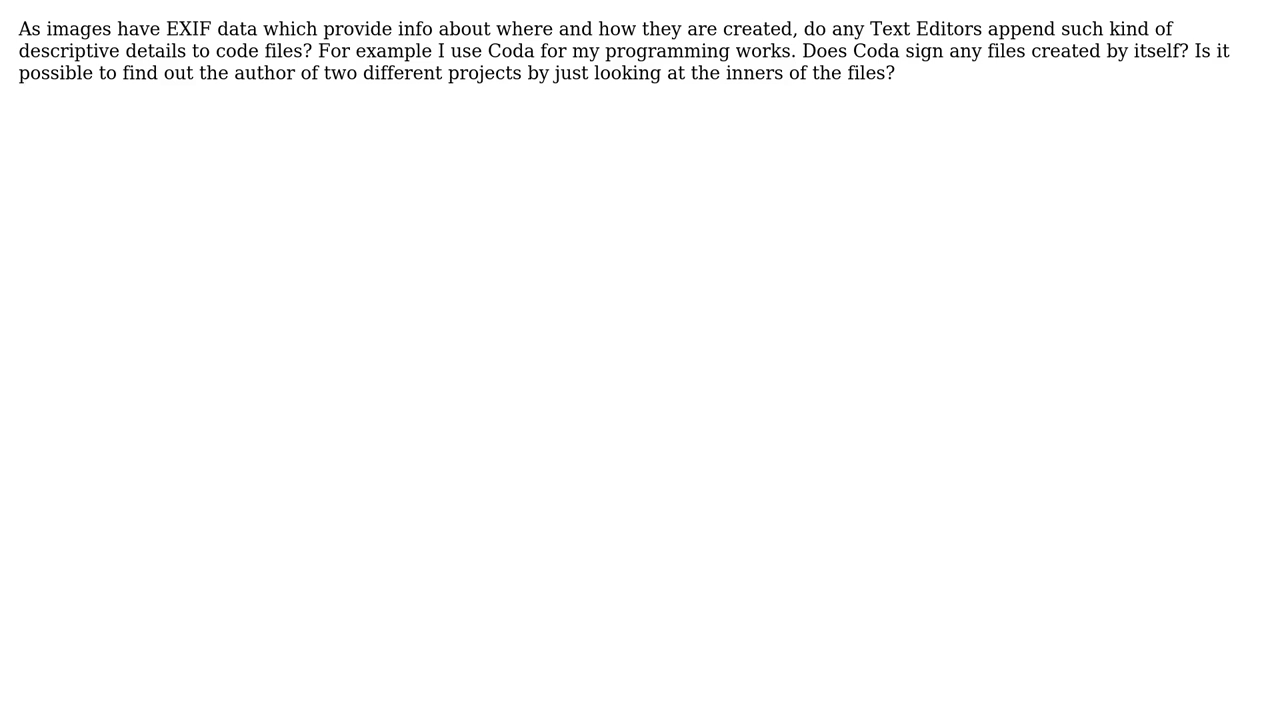 As images have EXIF data which provide info about where and how they are created, do any Text Editors append such kind of
descriptive details to code files? For example I use Coda for my programming works. Does Coda sign any files created by itself? Is it
possible to find out the author of two different projects by just looking at the inners of the files?